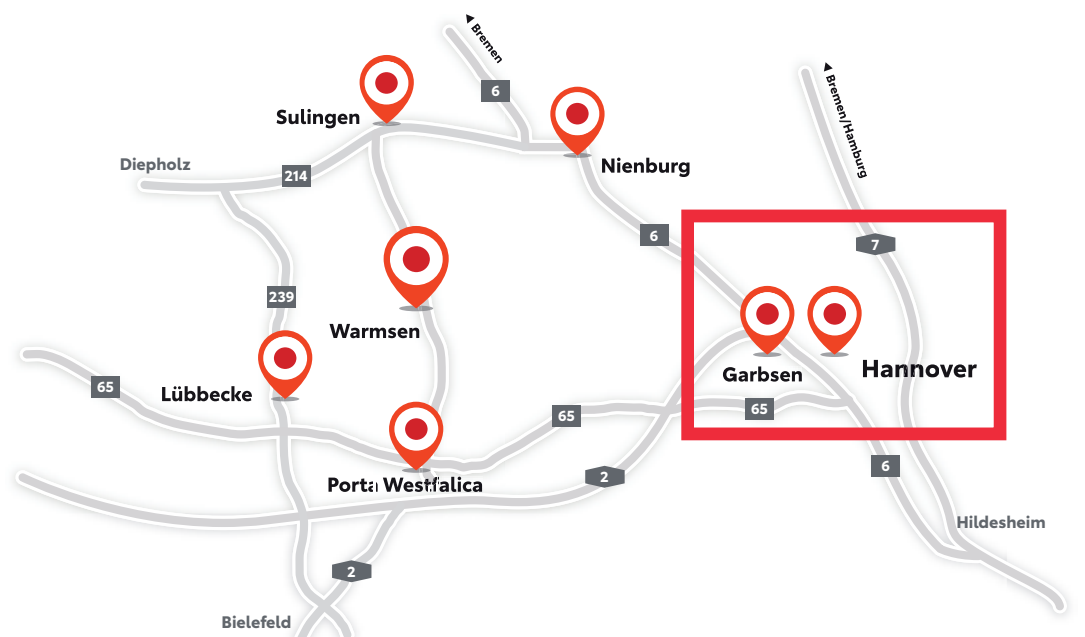 Bremen
6
Bremen/Hamburg
Sulingen
Nienburg
Diepholz
214
6
7
239
Warmsen
Garbsen
Hannover
65
Lübbecke
65
65
Porta Westfalica
2
6
Hildesheim
2
Bielefeld